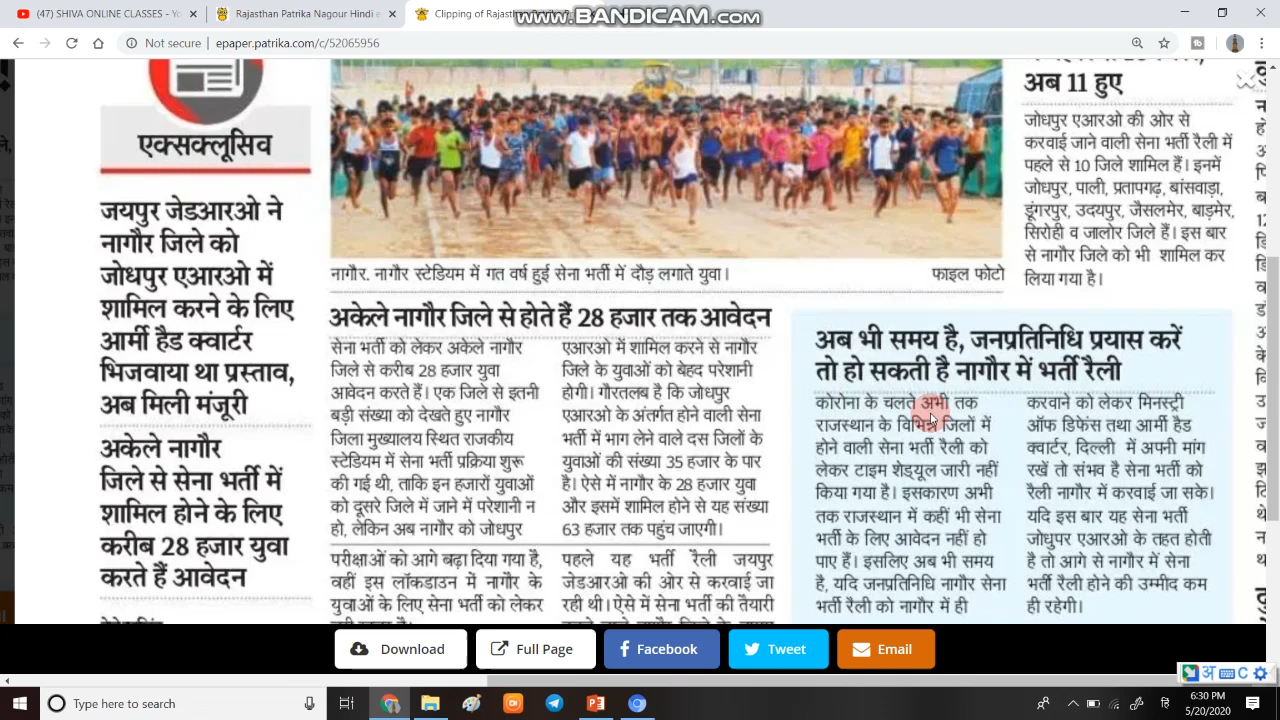 (47) SUCCESS SKILLS ONLINE - Yo
Rajasthan Patrika Nagour Hindi e
Clipping of Rajasth
www.BANDICAM.com
Not secure | epaper.patrika.com/c/52065956
एक्सक्लूसिव
जयपुर जेडआरओ ने
नागौर जिले को
जोधपुर एआरओ में
शामिल करने के लिए
आर्मी हैड क्वार्टर
भिजवाया था प्रस्ताव,
अब मिली मंजूरी
अकेले नागौर
जिले से सेना भर्ती में
शामिल होने के लिए
करीब 28 हजार युवा
करते हैं आवेदन
नागौर. नागौर स्टेडियम में गत वर्ष हुई सेना भर्ती में दौड़ लगाते युवा। फाइल फोटो
अकेले नागौर जिले से होते हैं 28 हजार तक आवेदन
सेना भर्ती को लेकर अकेले नागौर
जिले से करीब 28 हजार युवा
आवेदन करते हैं। एक जिले से इतनी
बड़ी संख्या को देखते हुए नागौर
जिला मुख्यालय स्थित राजकीय
स्टेडियम में सेना भर्ती प्रक्रिया शुरू
की गई थी, ताकि इन हजारों युवाओं
को दूसरे जिले में जाने में परेशानी न
हो, लेकिन अब नागौर को जोधपुर
एआरओ में शामिल करने से नागौर
जिले के युवाओं को बेहद परेशानी
होगी। गौरतलब है कि जोधपुर
एआरओ के अंतर्गत होने वाली सेना
भर्ती में भाग लेने वाले दस जिलों के
युवाओं की संख्या 35 हजार के पार
है। ऐसे में नागौर के 28 हजार युवा
और इसमें शामिल होने से यह संख्या
63 हजार तक पहुंच जाएगी।
परीक्षाओं को आगे बढ़ा दिया गया है,
वहीं इस लॉकडाउन में नागौर के
युवाओं के लिए सेना भर्ती को लेकर
पहले यह भर्ती रैली जयपुर
जेडआरओ की ओर से करवाई जा
रही थी। ऐसे में सेना भर्ती की तैयारी
अब 11 हुए
जोधपुर एआरओ की ओर से
करवाई जाने वाली सेना भर्ती रैली में
पहले से 10 जिले शामिल हैं। इनमें
जोधपुर, पाली, प्रतापगढ़, बांसवाड़ा,
डूंगरपुर, उदयपुर, जैसलमेर, बाड़मेर,
सिरोही व जालोर जिले हैं। इस बार
से नागौर जिले को भी शामिल कर
लिया गया है।
अब भी समय है, जनप्रतिनिधि प्रयास करें
तो हो सकती है नागौर में भर्ती रैली
कोरोना के चलते अभी तक
राजस्थान के विभिन्न जिलों में
होने वाली सेना भर्ती रैली को
लेकर टाइम शेड्यूल जारी नहीं
किया गया है। इसकारण अभी
तक राजस्थान में कहीं भी सेना
भर्ती के लिए आवेदन नहीं हो
पाए हैं। इसलिए अब भी समय
है, यदि जनप्रतिनिधि नागौर सेना
भर्ती रैली को नागौर में ही
करवाने को लेकर मिनस्ट्री
ऑफ डिफेंस तथा आर्मी हैड
क्वार्टर, दिल्ली में अपनी मांग
रखें तो संभव है सेना भर्ती को
रैली नागौर में करवाई जा सके।
यदि इस बार यह सेना भर्ती
जोधुपर एआरओ के तहत होती
है तो आगे से नागौर में सेना
भर्ती रैली होने की उम्मीद कम
ही रहेगी।
Download
Full Page
Facebook
Tweet
Email
Type here to search
6:30 PM
5/20/2020